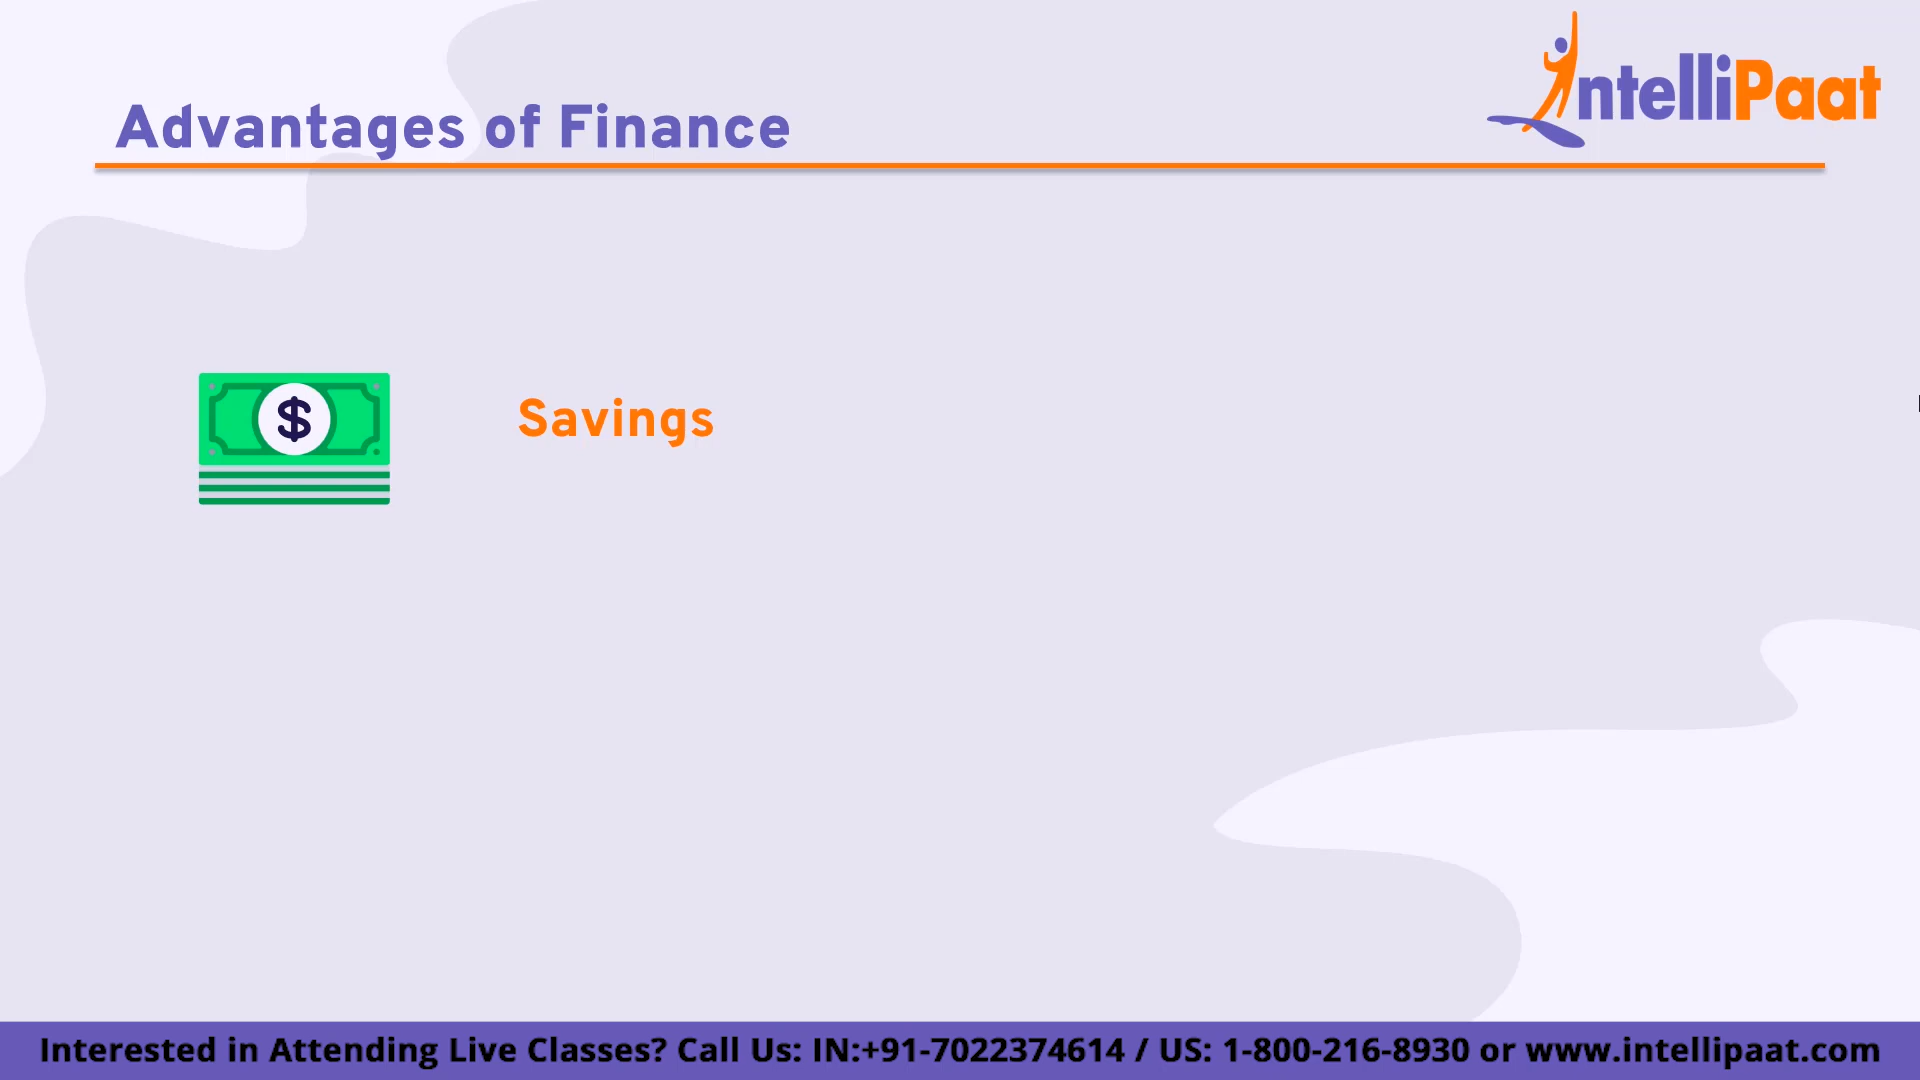 IntelliPaat
Advantages of Finance
$
Savings
Interested in Attending Live Classes? Call Us: IN:+91-7022374614 / US: 1-800-216-8930 or www.intellipaat.com